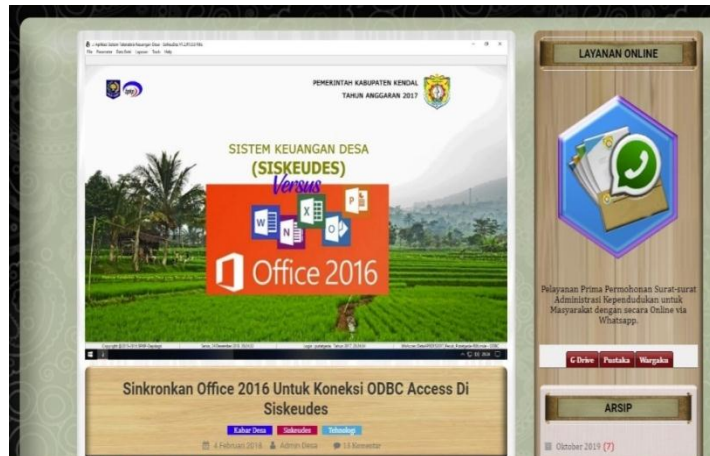 PEMERINTAH KABUPATEN KENDAL
TAHUN ANGGARAN 2017
SISTEM KEUANGAN DESA
(SISKEUDES)
Versus
W N X O P
Office 2016
Sinkronkan Office 2016 Untuk Koneksi ODBC Access Di
Siskeudes
Kabar Desa Siskeudes Teknologi
4 Februari 2016 Admin Desa 13 Komentar
LAYANAN ONLINE
Pelayanan Prima Permohonan Surat-surat
Administrasi Kependudukan untuk
Masyarakat dengan secara Online via
Whatsapp.
G Drive Pustaka Wargaku
ARSIP
Oktober 2019 (7)